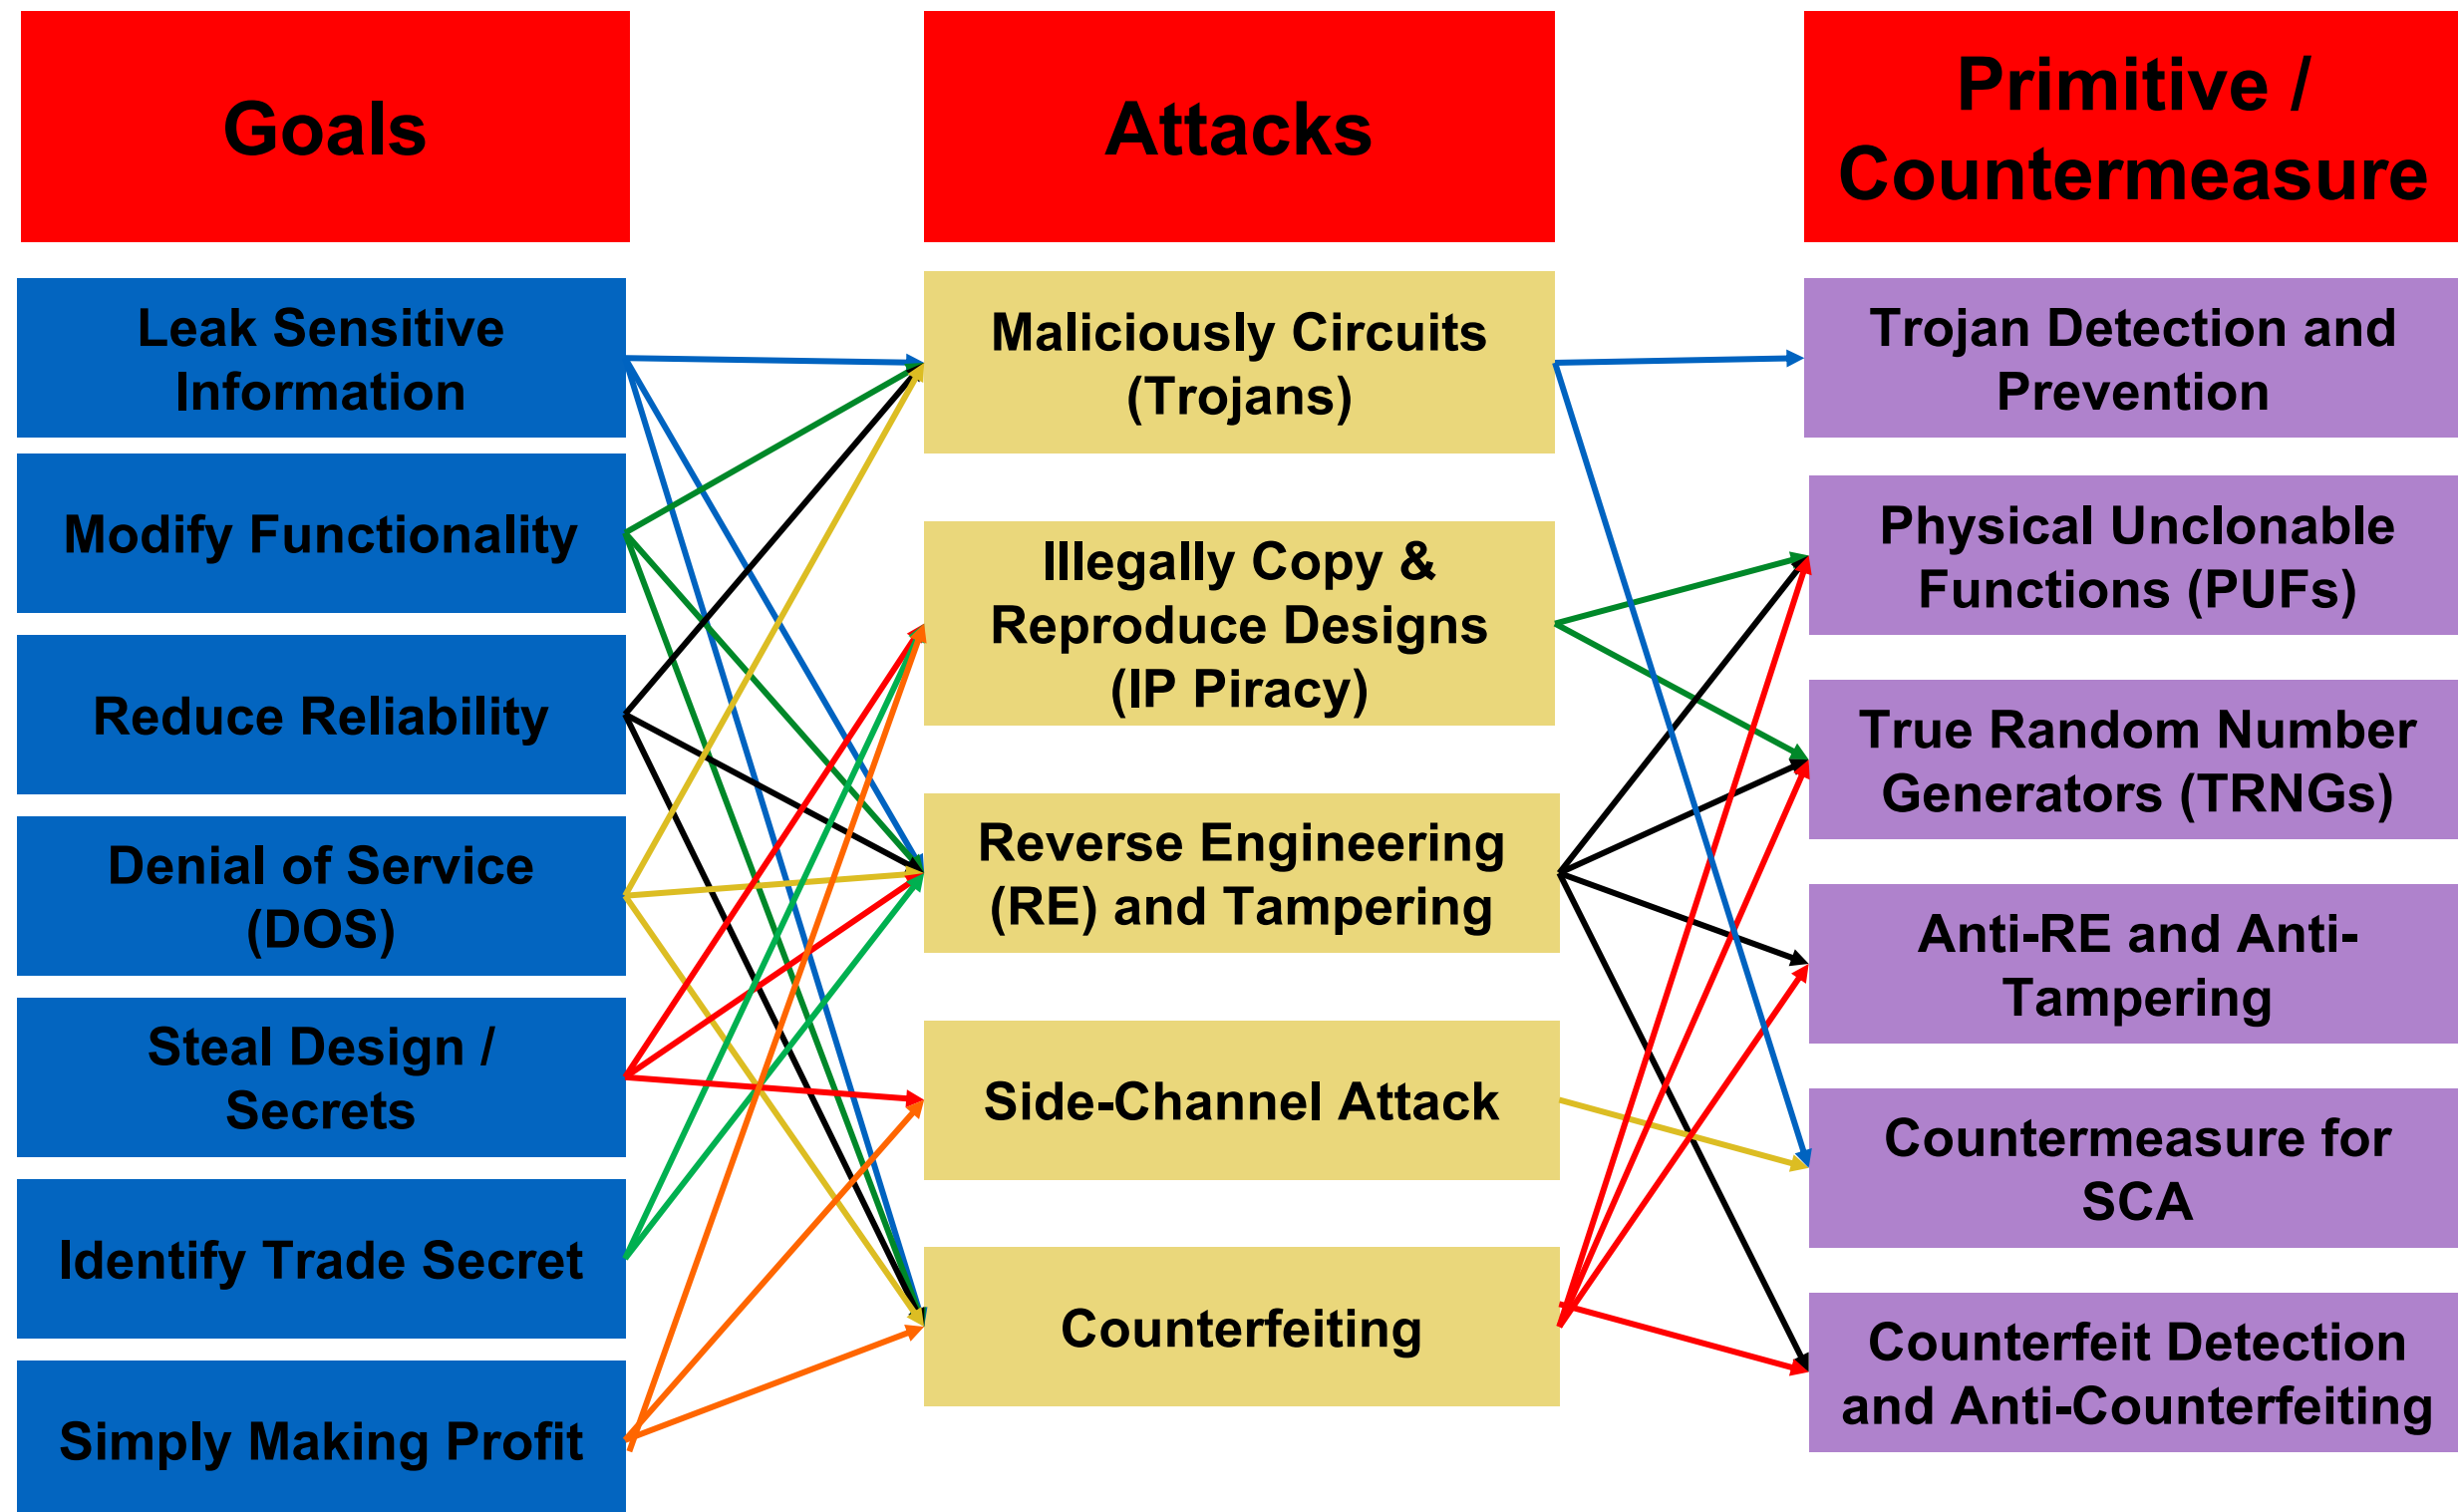 Goals
Attacks
Primitive /
Countermeasure
Leak Sensitive
Information
Modify Functionality
Reduce Reliability
Denial of Service
(DOS)
Steal Design /
Secrets
Identify Trade Secret
Simply Making Profit
Maliciously Circuits
(Trojans)
Illegally Copy &
Reproduce Designs
(IP Piracy)
Reverse Engineering
(RE) and Tampering
Side-Channel Attack
Counterfeiting
Trojan Detection and
Prevention
Physical Unclonable
Functions (PUFs)
True Random Number
Generators (TRNGs)
Anti-RE and Anti-
Tampering
Countermeasure for
SCA
Counterfeit Detection
and Anti-Counterfeiting